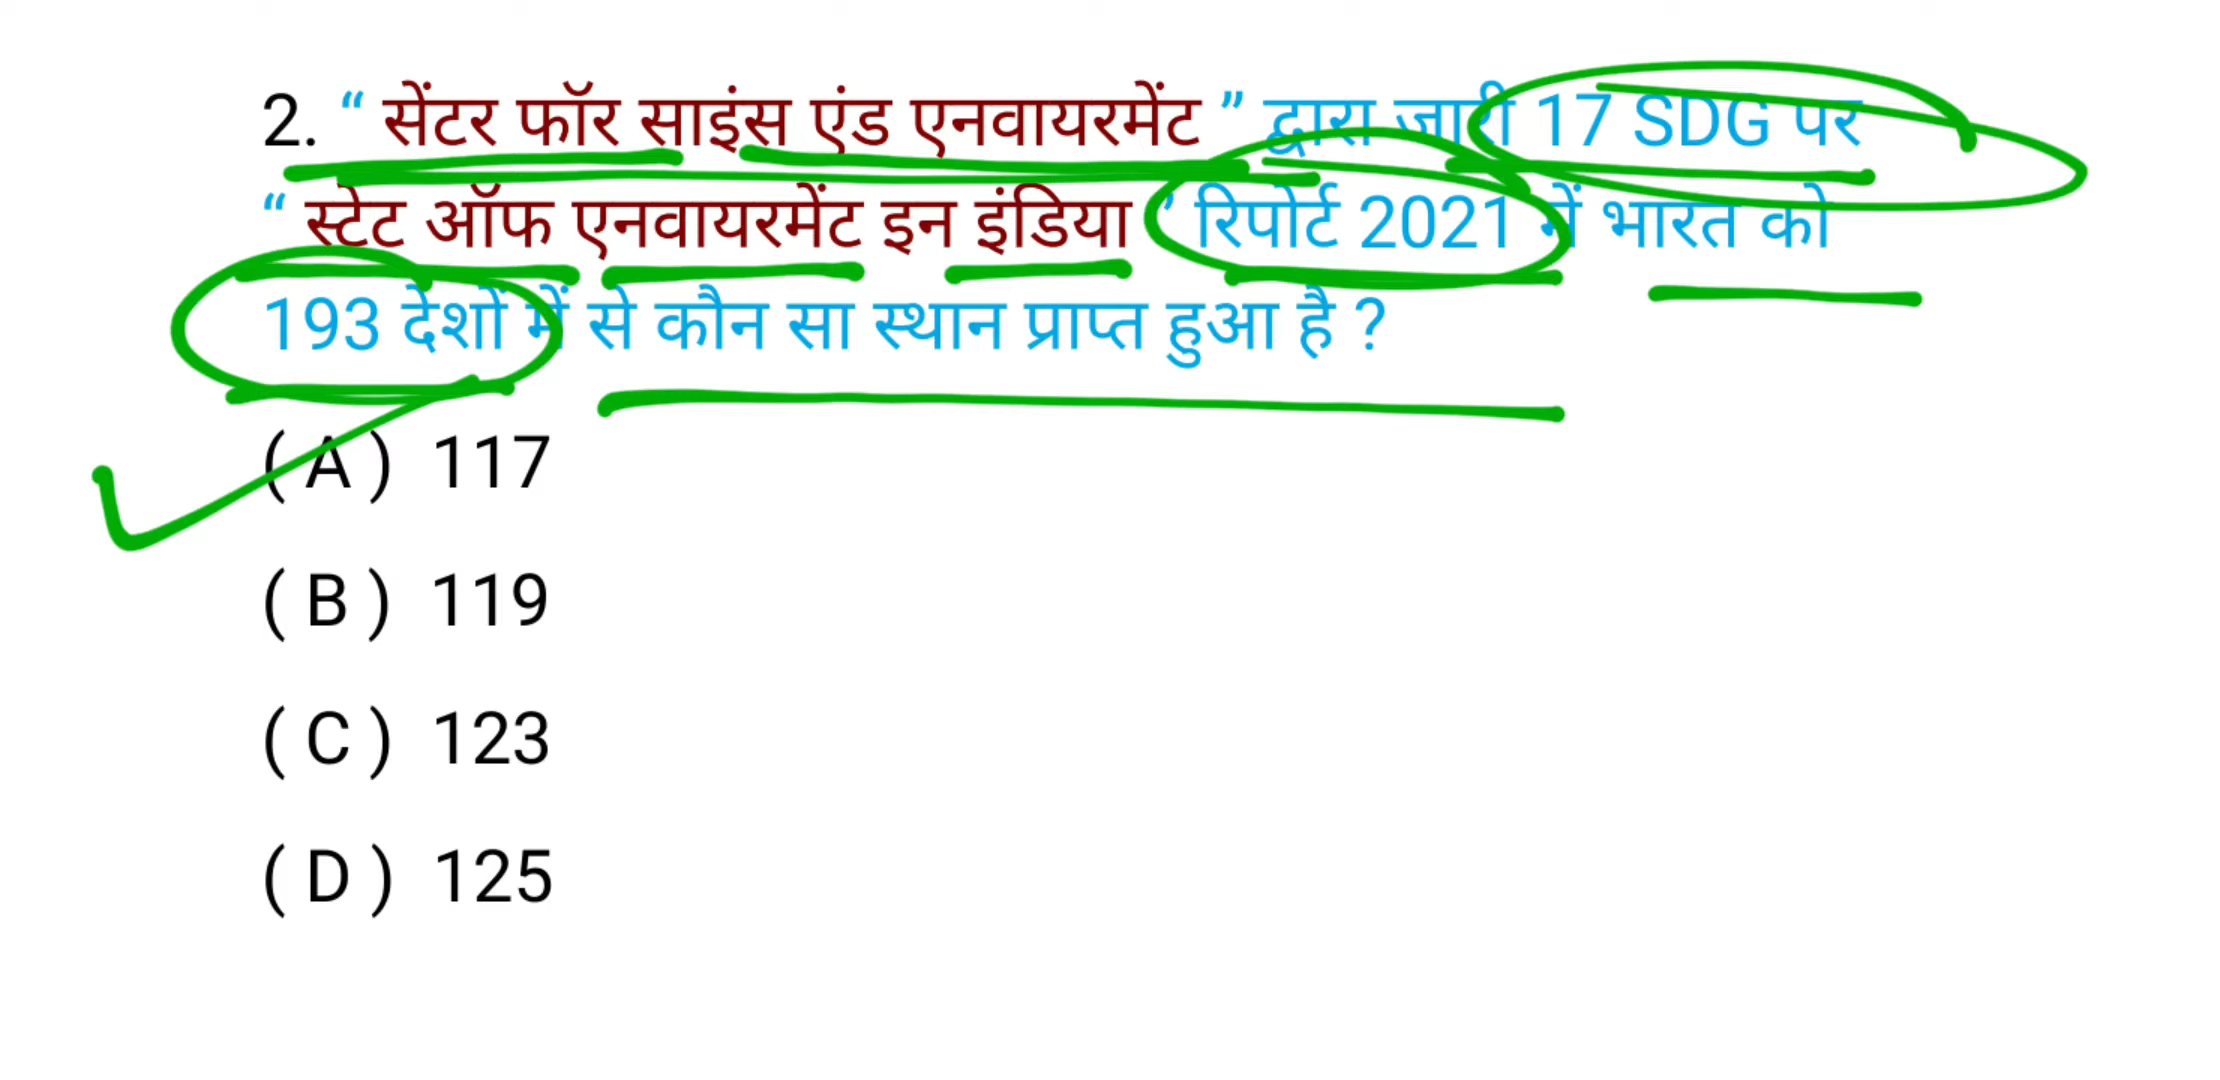 2. “ सेंटर फॉर साइंस एंड एनवायरमेंट ” द्वारा जारी 17 SDG पर
“ स्टेट ऑफ एनवायरमेंट इन इंडिया ” रिपोर्ट 2021 में भारत को
193 देशों में से कौन सा स्थान प्राप्त हुआ है ?
( A ) 117
( B ) 119
( C ) 123
( D ) 125